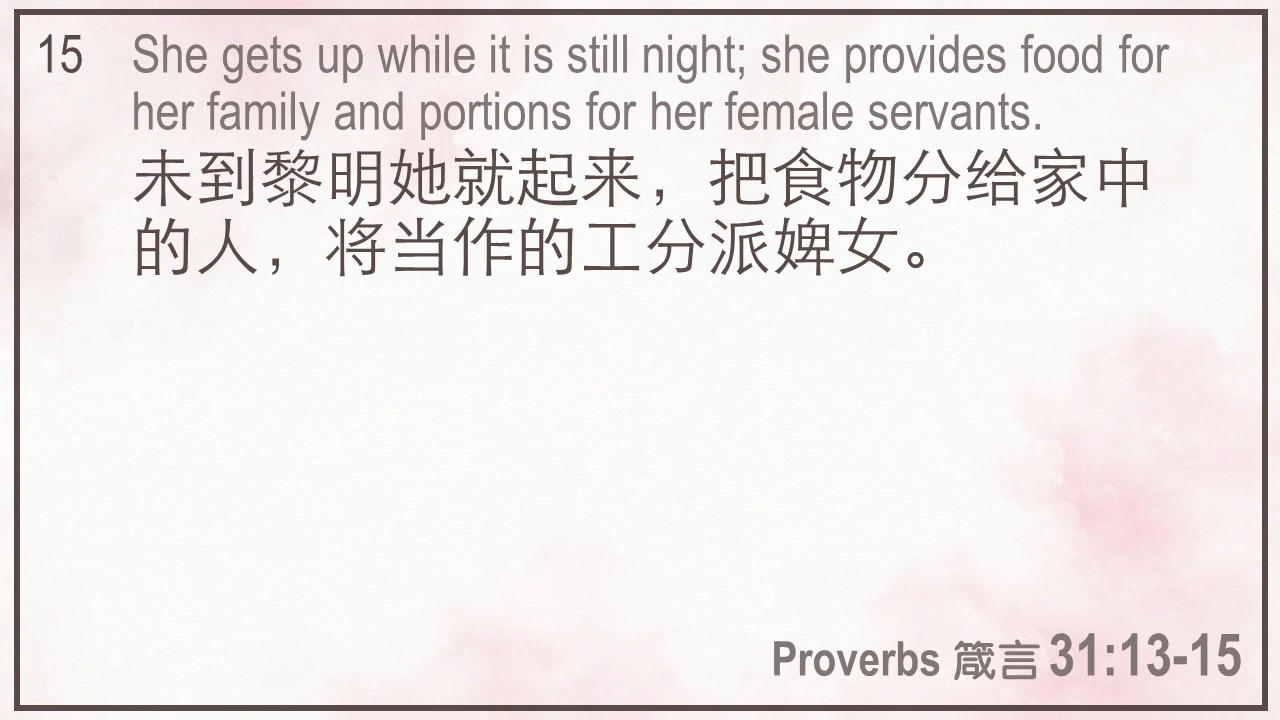 15 She gets up while it is still night; she provides food for
her family and portions for her female servants.
未到黎明她就起来，把食物分给家中
的人，将当作的工分派婢女。
Proverbs 箴言 31:13-15